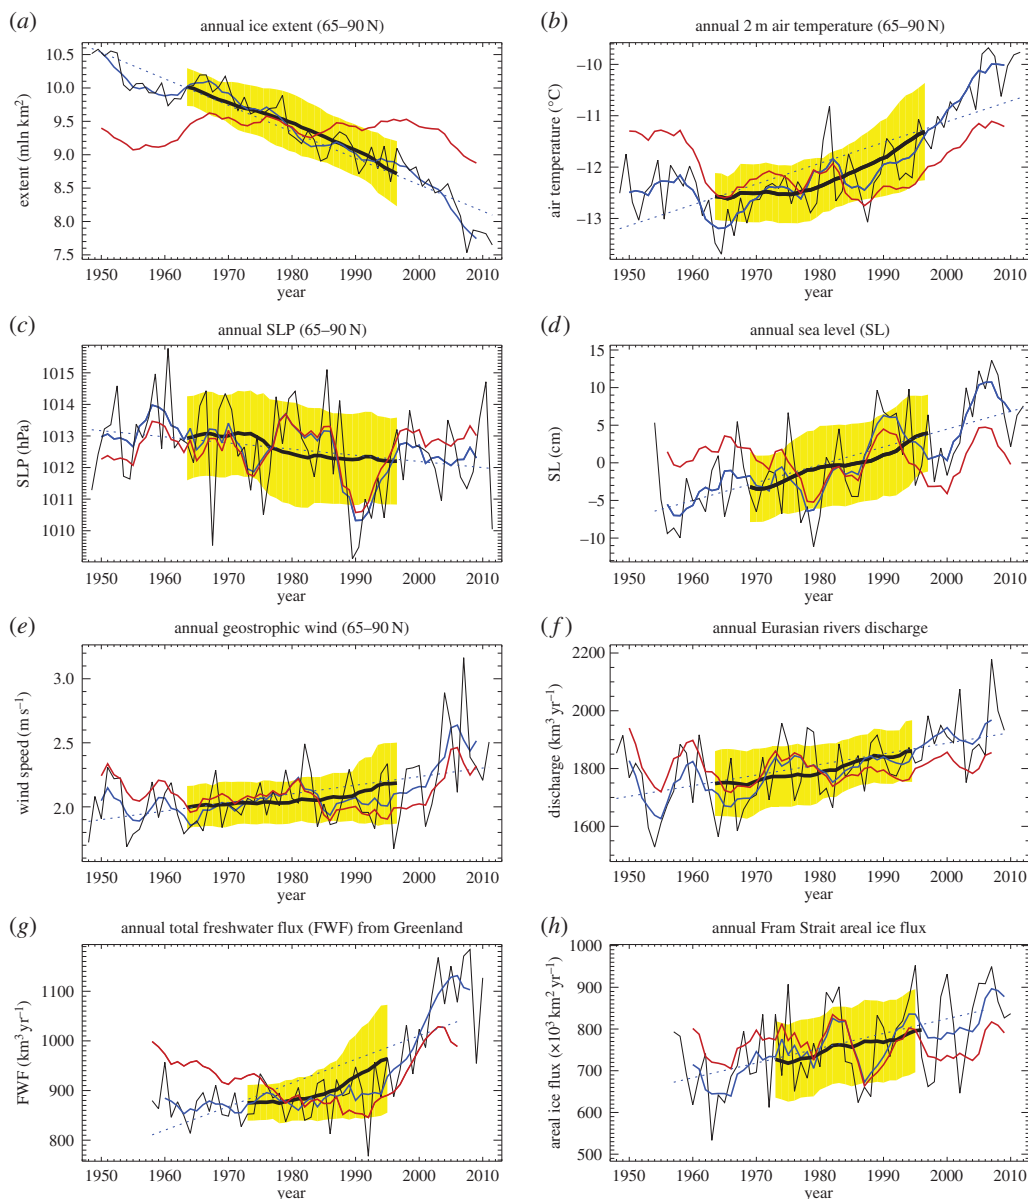 (a) annual ice extent (65–90 N)
extent (mln km²)
10.5
10.0
9.5
9.0
8.5
8.0
7.5
1950 1960 1970 1980 1990 2000 2010
year
(b) annual 2 m air temperature (65–90 N)
air temperature (°C)
−10
−11
−12
−13
1950 1960 1970 1980 1990 2000 2010
year
(c) annual SLP (65–90 N)
SLP (hPa)
1015
1014
1013
1012
1011
1010
1950 1960 1970 1980 1990 2000 2010
year
(d) annual sea level (SL)
SL (cm)
15
10
5
0
−5
−10
1950 1960 1970 1980 1990 2000 2010
year
(e) annual geostrophic wind (65–90 N)
wind speed (m s⁻¹)
3.0
2.5
2.0
1950 1960 1970 1980 1990 2000 2010
year
(f) annual Eurasian rivers discharge
discharge (km³ yr⁻¹)
2200
2000
1800
1600
1950 1960 1970 1980 1990 2000 2010
year
(g) annual total freshwater flux (FWF) from Greenland
FWF (km³ yr⁻¹)
1100
1000
900
800
1950 1960 1970 1980 1990 2000 2010
year
(h) annual Fram Strait areal ice flux
areal ice flux (×10³ km² yr⁻¹)
1000
900
800
700
600
500
1950 1960 1970 1980 1990 2000 2010
year